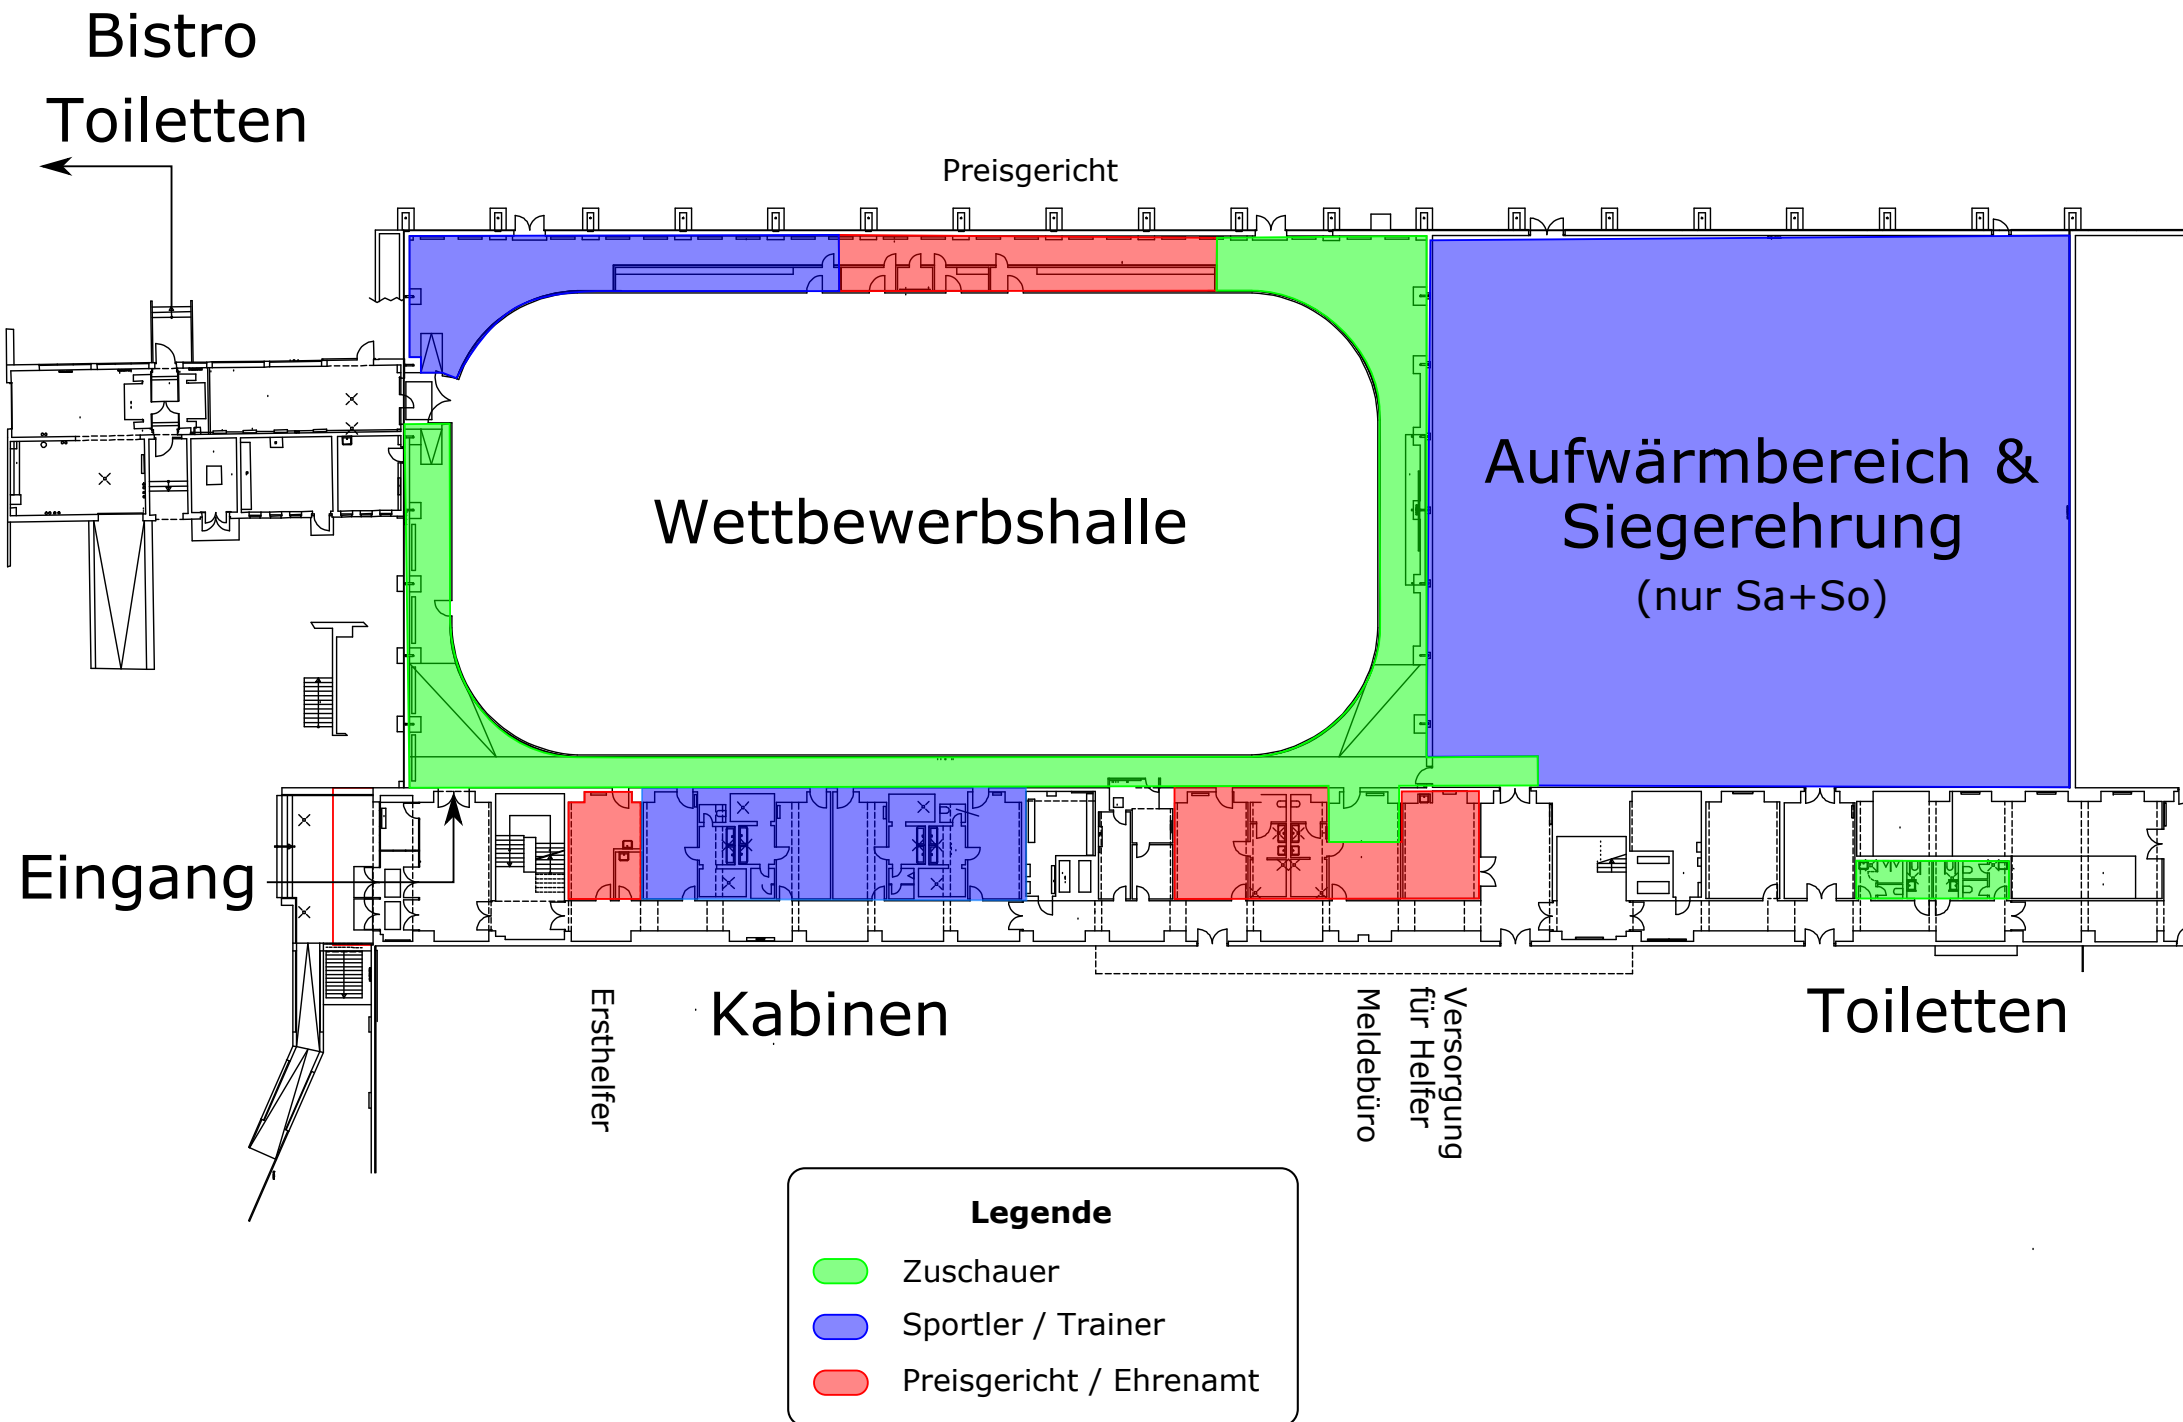 Bistro
Toiletten
Preisgericht
Wettbewerbshalle
Aufwärmbereich &
Siegerehrung
(nur Sa+So)
Eingang
Ersthelfer
Kabinen
Meldebüro
Versorgung
für Helfer
Toiletten
Legende
Zuschauer
Sportler / Trainer
Preisgericht / Ehrenamt